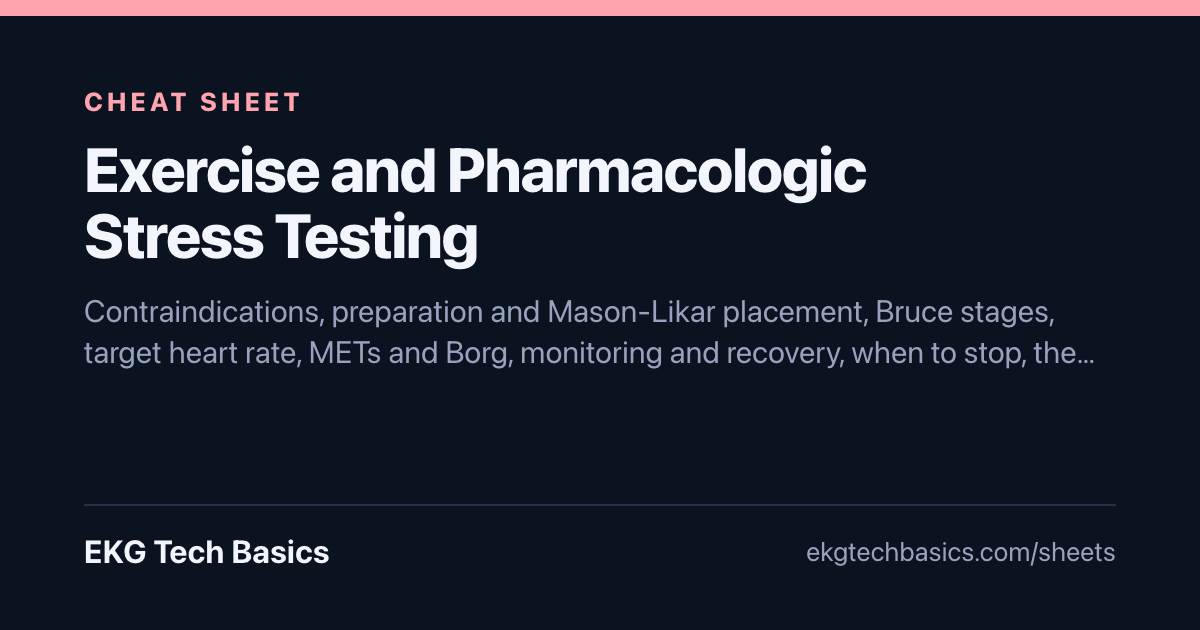 CHEAT SHEET
Exercise and Pharmacologic
Stress Testing
Contraindications, preparation and Mason-Likar placement, Bruce stages,
target heart rate, METs and Borg, monitoring and recovery, when to stop, the…
EKG Tech Basics
ekgtechbasics.com/sheets